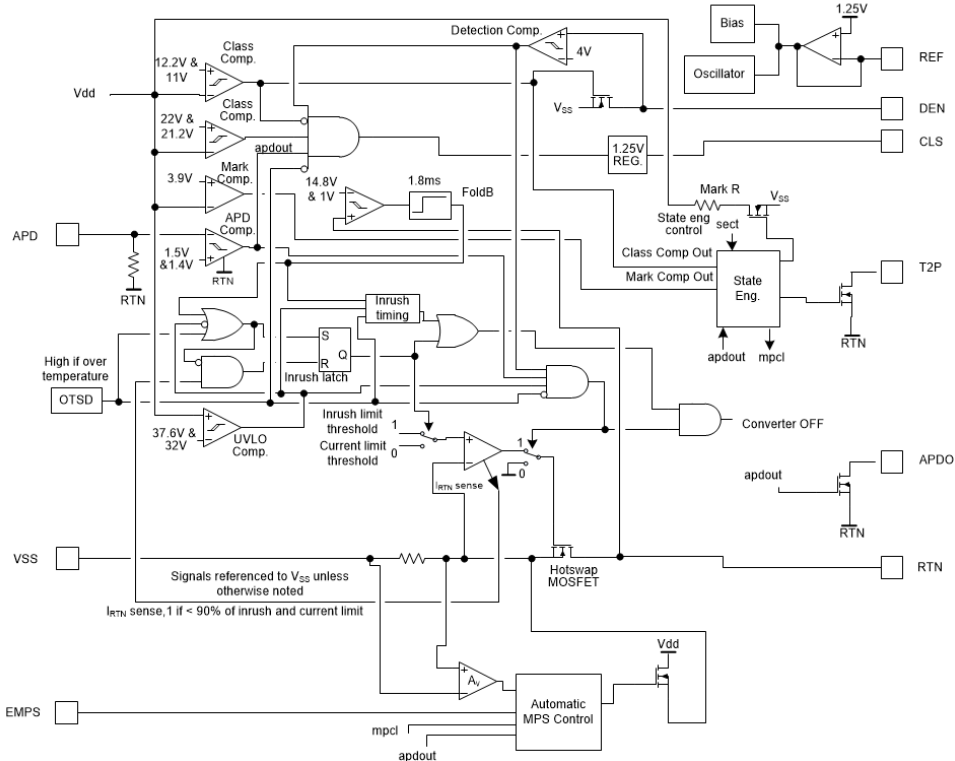 Detection Comp.
4V
Class
Comp.
12.2V &
11V
Vdd
Class
Comp.
22V &
21.2V
apdout
Mark
Comp.
3.9V
APD
Comp.
APD
1.5V
&1.4V
RTN
RTN
14.8V
& 1V
1.8ms
FoldB
Bias
Oscillator
1.25V
REF
VSS
DEN
CLS
1.25V
REG.
Mark R
VSS
State eng
control
sect
Class Comp Out
Mark Comp Out
State
Eng.
T2P
RTN
apdout
mpcl
Inrush
timing
S
R
Q
Inrush latch
High if over
temperature
OTSD
37.6V &
32V
UVLO
Comp.
Inrush limit
threshold
1
Current limit
threshold
0
+
−
IRTN sense
1
0
Converter OFF
APDO
apdout
RTN
VSS
Signals referenced to VSS unless
otherwise noted
IRTN sense,1 if < 90% of inrush and current limit
Hotswap
MOSFET
RTN
Vdd
AV
Automatic
MPS Control
EMPS
mpcl
apdout